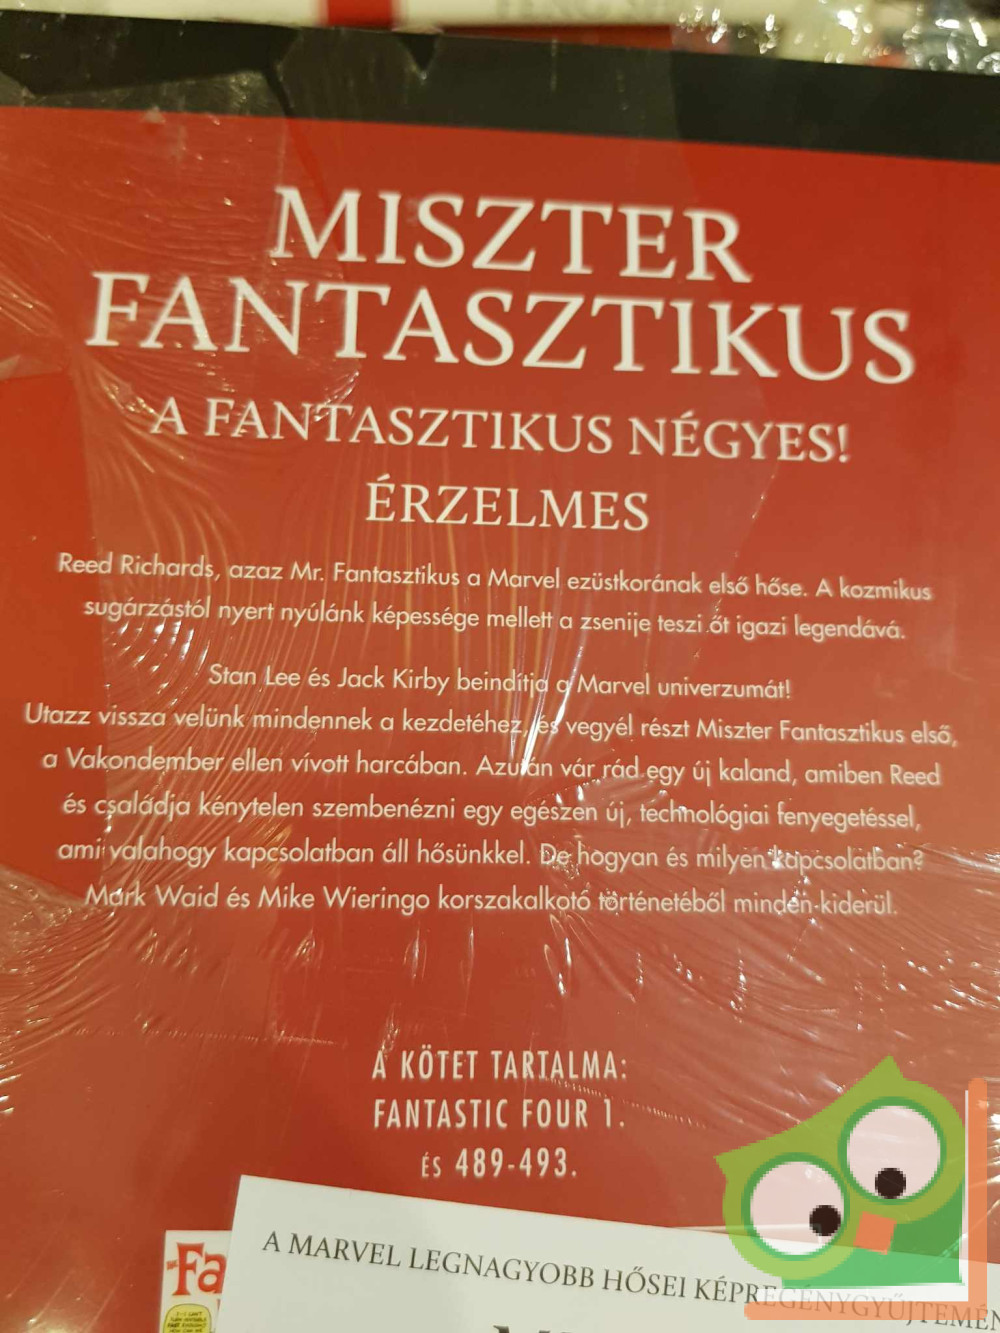 MISZTER
FANTASZTIKUS
A FANTASZTIKUS NÉGYES!
ÉRZELMES
Reed Richards, azaz Mr. Fantasztikus a Marvel ezüstkorának első hőse. A kozmikus
sugárzástól nyert nyúlánk képessége mellett a zsenije teszi őt igazi legendává.
Stan Lee és Jack Kirby beindítja a Marvel univerzumát!
Utazz vissza velünk mindennek a kezdetéhez, és vegyél részt Miszter Fantasztikus első,
a Vakondember ellen vívott harcában. Azután vár rád egy új kaland, amiben Reed
és családja kénytelen szembenézni egy egészen új, technológiai fenyegetéssel,
ami valahogy kapcsolatban áll hősünkkel. De hogyan és milyen kapcsolatban?
Mark Waid és Mike Wieringo korszakalkotó történetéből minden kiderül.
A KÖTET TARTALMA:
FANTASTIC FOUR 1.
ÉS 489-493.
Fa
A MARVEL LEGNAGYOBB HŐSEI KÉPREGÉNYGYŰJTEMÉN